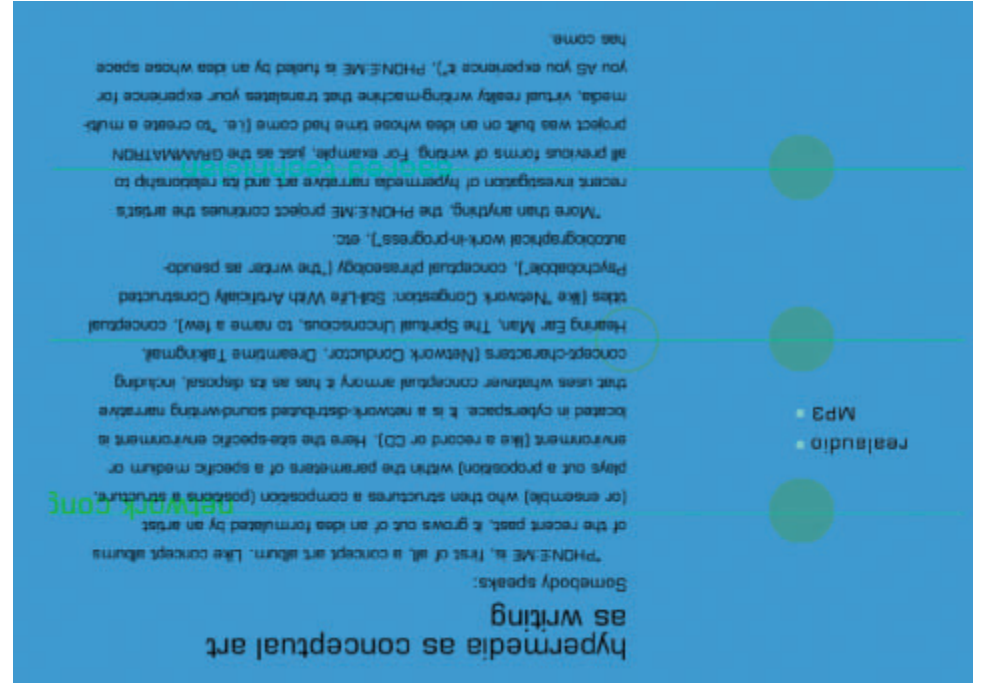 hypermedia as conceptual art
as writing
Somebody speaks:
"PHON:E:ME is, first of all, a concept art album. Like concept albums
of the recent past, it grows out of an idea formulated by an artist
(or ensemble) who then structures a composition (positions a structure,
plays out a proposition) within the parameters of a specific medium or
environment (like a record or CD). Here the site-specific environment is
located in cyberspace. It is a network-distributed sound-writing narrative
that uses whatever conceptual armory it has as its disposal, including
concept-characters (Network Conductor, Dreamtime Talkingmail,
Hearing Ear Man, The Spiritual Unconscious, to name a few), conceptual
titles (like "Network Congestion: Still-Life With Artificially Constructed
Psychobabble"), conceptual phraseology ("the writer as pseudo-
autobiographical work-in-progress"), etc.
"More than anything, the PHON:E:ME project continues the artist's
recent investigation of hypermedia narrative art and its relationship to
all previous forms of writing. For example, just as the GRAMMATRON
project was built on an idea whose time had come (i.e. "to create a multi-
media, virtual reality writing-machine that translates your experience for
you AS you experience it"), PHON:E:ME is fueled by an idea whose space
has come.
network cong
sacred technician
realaudio
MP3